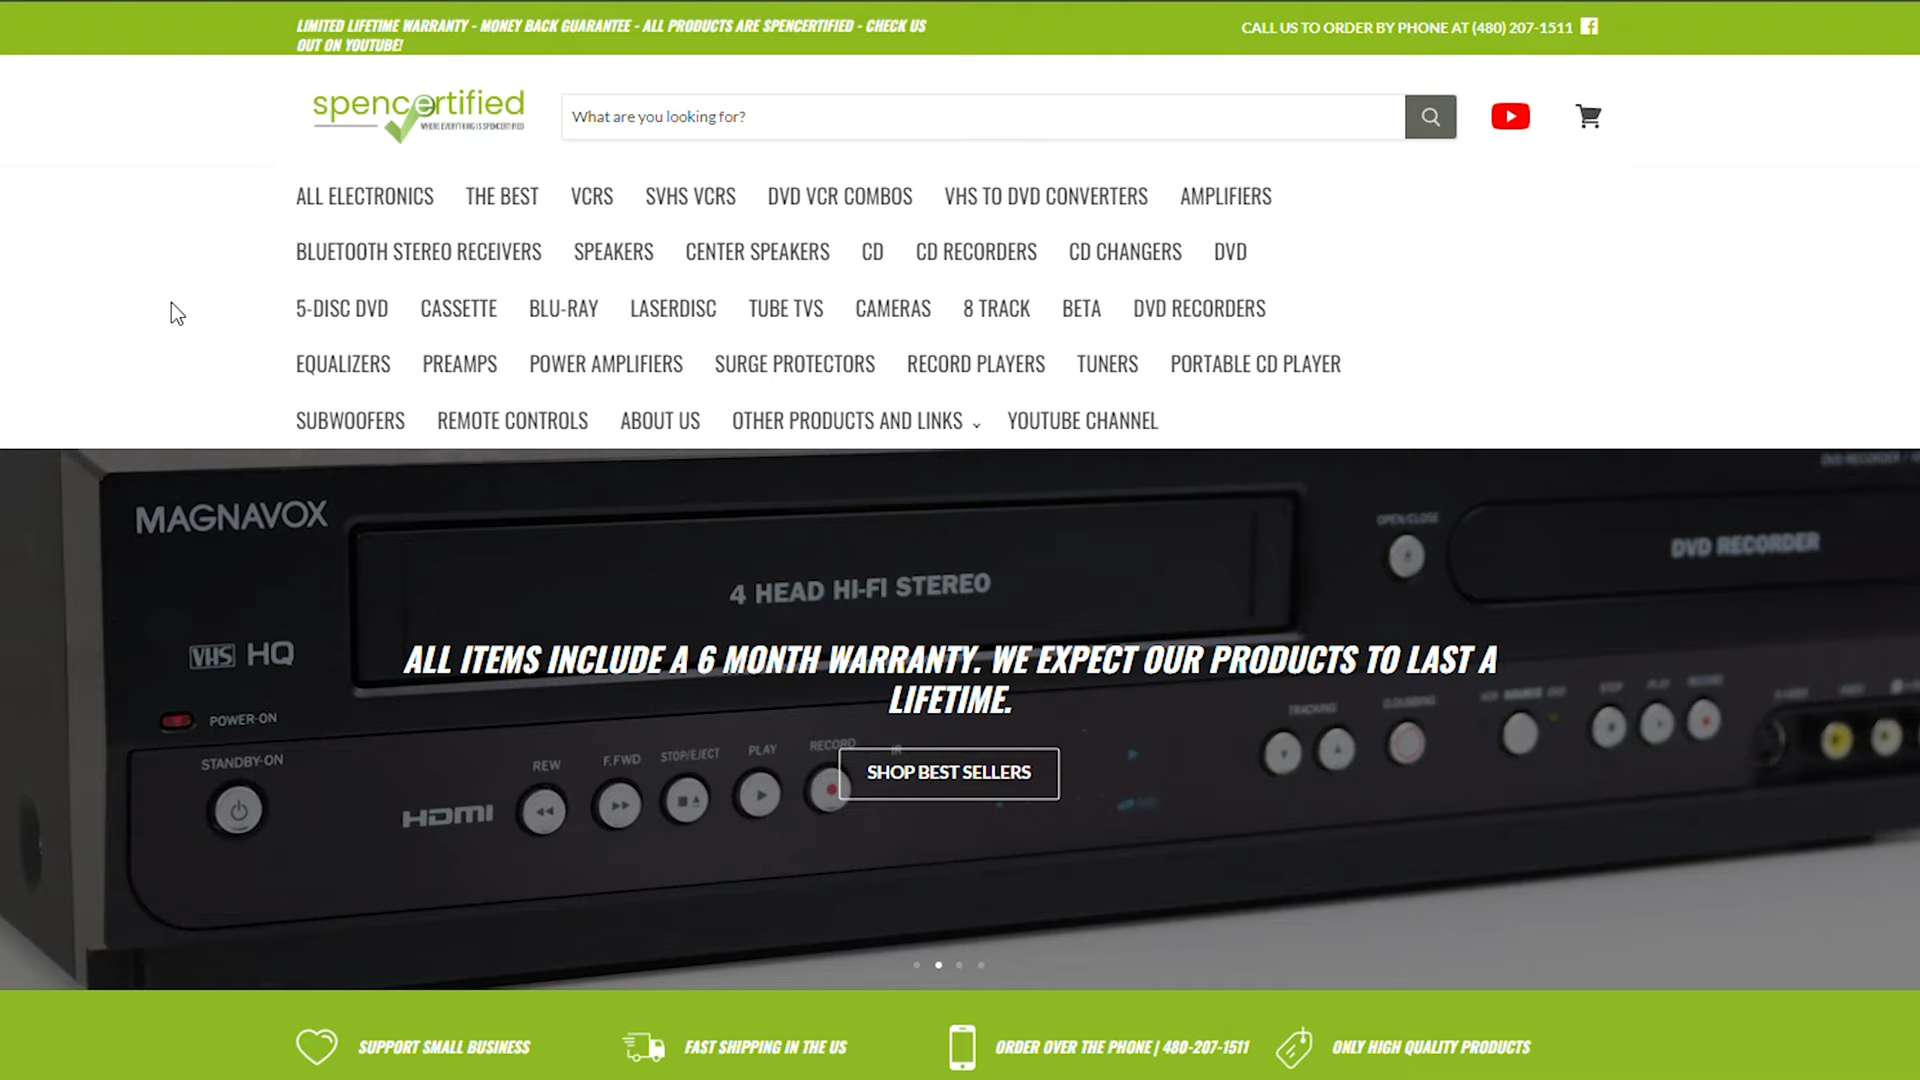 LIMITED LIFETIME WARRANTY - MONEY BACK GUARANTEE - ALL PRODUCTS ARE SPENCERTIFIED - CHECK US
OUT ON YOUTUBE!
CALL US TO ORDER BY PHONE AT (480) 207-1511
spencertified
WHERE EVERYTHING IS SPENCERTIFIED
What are you looking for?
ALL ELECTRONICS THE BEST VCRS SVHS VCRS DVD VCR COMBOS VHS TO DVD CONVERTERS AMPLIFIERS
BLUETOOTH STEREO RECEIVERS SPEAKERS CENTER SPEAKERS CD CD RECORDERS CD CHANGERS DVD
5-DISC DVD CASSETTE BLU-RAY LASERDISC TUBE TVS CAMERAS 8 TRACK BETA DVD RECORDERS
EQUALIZERS PREAMPS POWER AMPLIFIERS SURGE PROTECTORS RECORD PLAYERS TUNERS PORTABLE CD PLAYER
SUBWOOFERS REMOTE CONTROLS ABOUT US OTHER PRODUCTS AND LINKS YOUTUBE CHANNEL
DVD RECORDER /
MAGNAVOX
OPEN/CLOSE
DVD RECORDER
4 HEAD HI-FI STEREO
VHS HQ
ALL ITEMS INCLUDE A 6 MONTH WARRANTY. WE EXPECT OUR PRODUCTS TO LAST A
LIFETIME.
POWER-ON
TRACKING D.DUBBING VCR SOURCE DVD STOP PLAY RECORD S-VIDEO VIDEO
STANDBY-ON
REW F.FWD STOP/EJECT PLAY RECORD IR
SHOP BEST SELLERS
HDMI
SUPPORT SMALL BUSINESS
FAST SHIPPING IN THE US
ORDER OVER THE PHONE | 480-207-1511
ONLY HIGH QUALITY PRODUCTS